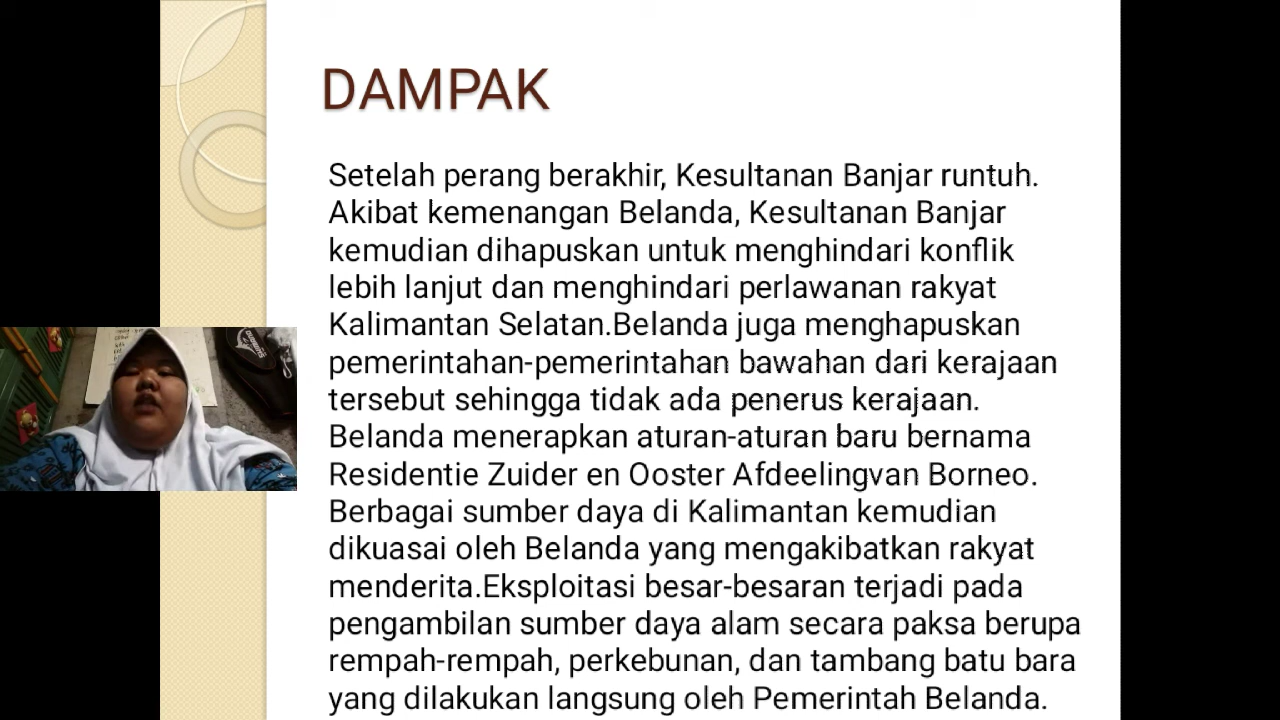 DAMPAK
Setelah perang berakhir, Kesultanan Banjar runtuh.
Akibat kemenangan Belanda, Kesultanan Banjar
kemudian dihapuskan untuk menghindari konflik
lebih lanjut dan menghindari perlawanan rakyat
Kalimantan Selatan.Belanda juga menghapuskan
pemerintahan-pemerintahan bawahan dari kerajaan
tersebut sehingga tidak ada penerus kerajaan.
Belanda menerapkan aturan-aturan baru bernama
Residentie Zuider en Ooster Afdeelingvan Borneo.
Berbagai sumber daya di Kalimantan kemudian
dikuasai oleh Belanda yang mengakibatkan rakyat
menderita.Eksploitasi besar-besaran terjadi pada
pengambilan sumber daya alam secara paksa berupa
rempah-rempah, perkebunan, dan tambang batu bara
yang dilakukan langsung oleh Pemerintah Belanda.